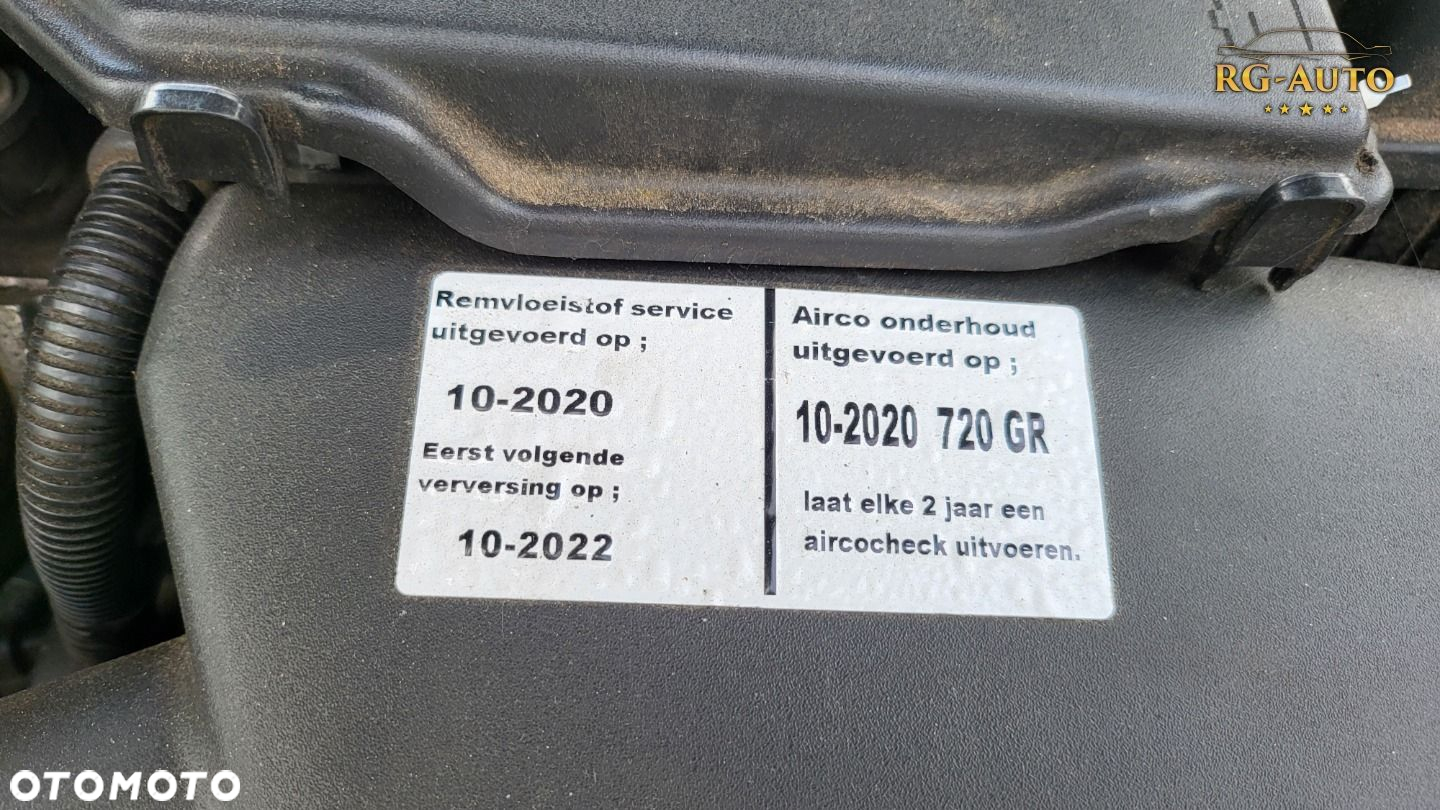 RG-AUTO
Remvloeistof service
uitgevoerd op ;
10-2020
Eerst volgende
verversing op ;
10-2022
Airco onderhoud
uitgevoerd op ;
10-2020 720 GR
laat elke 2 jaar een
aircocheck uitvoeren.
OTOMOTO